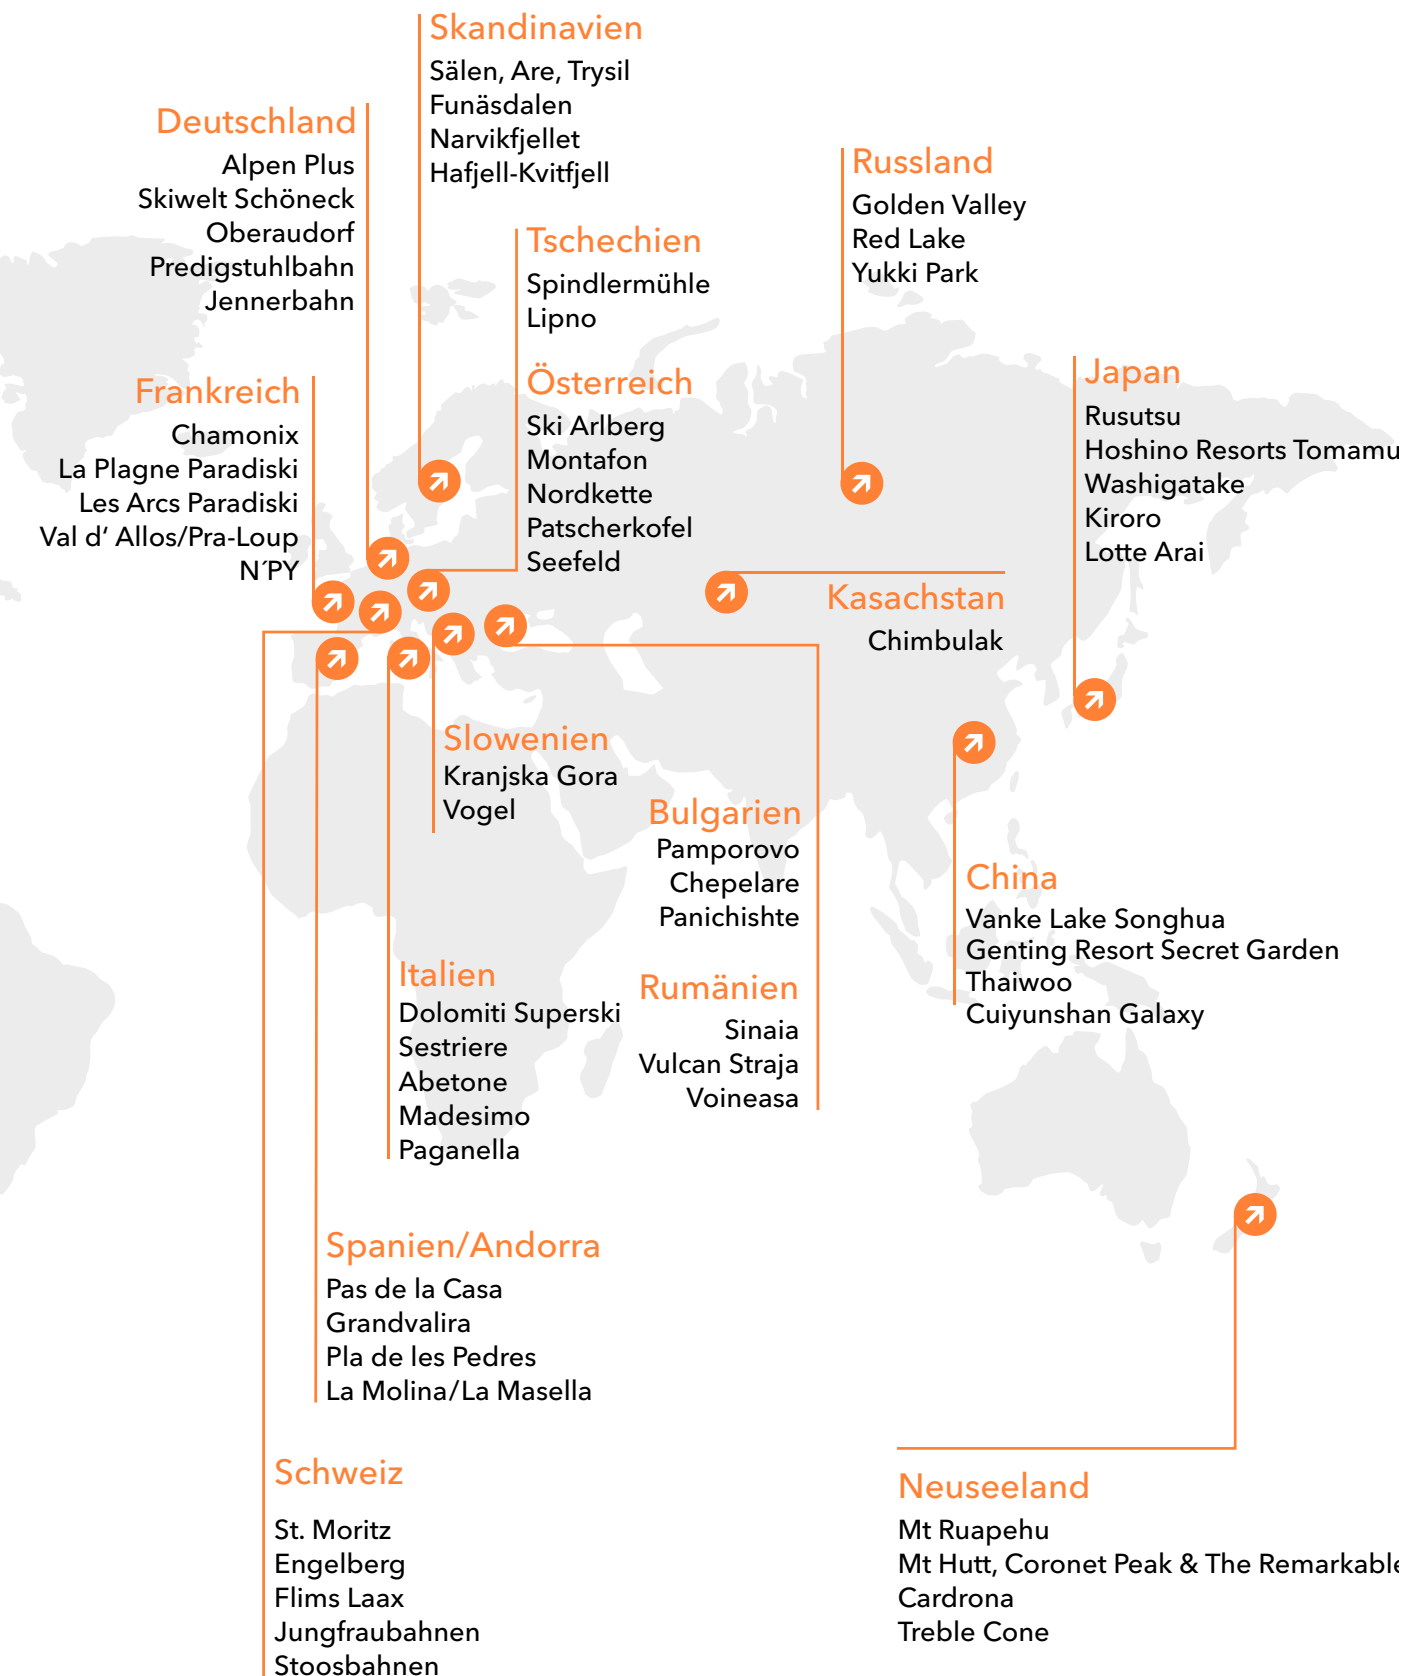 Skandinavien
Sälen, Are, Trysil
Funäsdalen
Narvikfjellet
Hafjell-Kvitfjell
Deutschland
Alpen Plus
Skiwelt Schöneck
Oberaudorf
Predigstuhlbahn
Jennerbahn
Russland
Golden Valley
Red Lake
Yukki Park
Tschechien
Spindlermühle
Lipno
Frankreich
Chamonix
La Plagne Paradiski
Les Arcs Paradiski
Val d‘ Allos/Pra-Loup
N´PY
Österreich
Ski Arlberg
Montafon
Nordkette
Patscherkofel
Seefeld
Japan
Rusutsu
Hoshino Resorts Tomamu
Washigatake
Kiroro
Lotte Arai
Kasachstan
Chimbulak
Slowenien
Kranjska Gora
Vogel
Bulgarien
Pamporovo
Chepelare
Panichishte
China
Vanke Lake Songhua
Genting Resort Secret Garden
Thaiwoo
Cuiyunshan Galaxy
Italien
Dolomiti Superski
Sestriere
Abetone
Madesimo
Paganella
Rumänien
Sinaia
Vulcan Straja
Voineasa
Spanien/Andorra
Pas de la Casa
Grandvalira
Pla de les Pedres
La Molina/La Masella
Schweiz
St. Moritz
Engelberg
Flims Laax
Jungfraubahnen
Stoosbahnen
Neuseeland
Mt Ruapehu
Mt Hutt, Coronet Peak & The Remarkable
Cardrona
Treble Cone